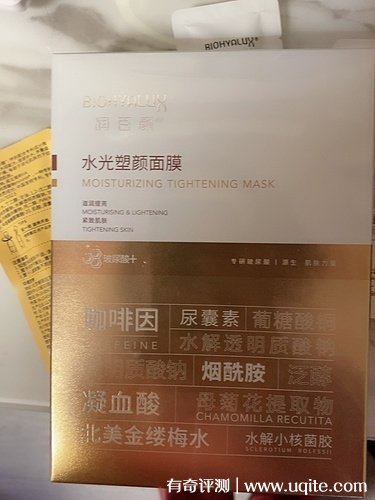 BIOHYALUX
BIOHYALUX
润百颜
水光塑颜面膜
MOISTURIZING TIGHTENING MASK
滋润提亮
MOISTURISING & LIGHTENING
紧致肌肤
TIGHTENING SKIN
玻尿酸+
专研玻尿酸 | 源生 肌肤方案
咖啡因 尿囊素 葡糖酸铜
CAFFEINE 水解透明质酸钠
透明质酸钠 烟酰胺 泛醇
凝血酸 母菊花提取物
CHAMOMILLA RECUTITA
北美金缕梅水 水解小核菌胶
SCLEROTIUM ROLFSSII
有奇评测 | www.uqite.com